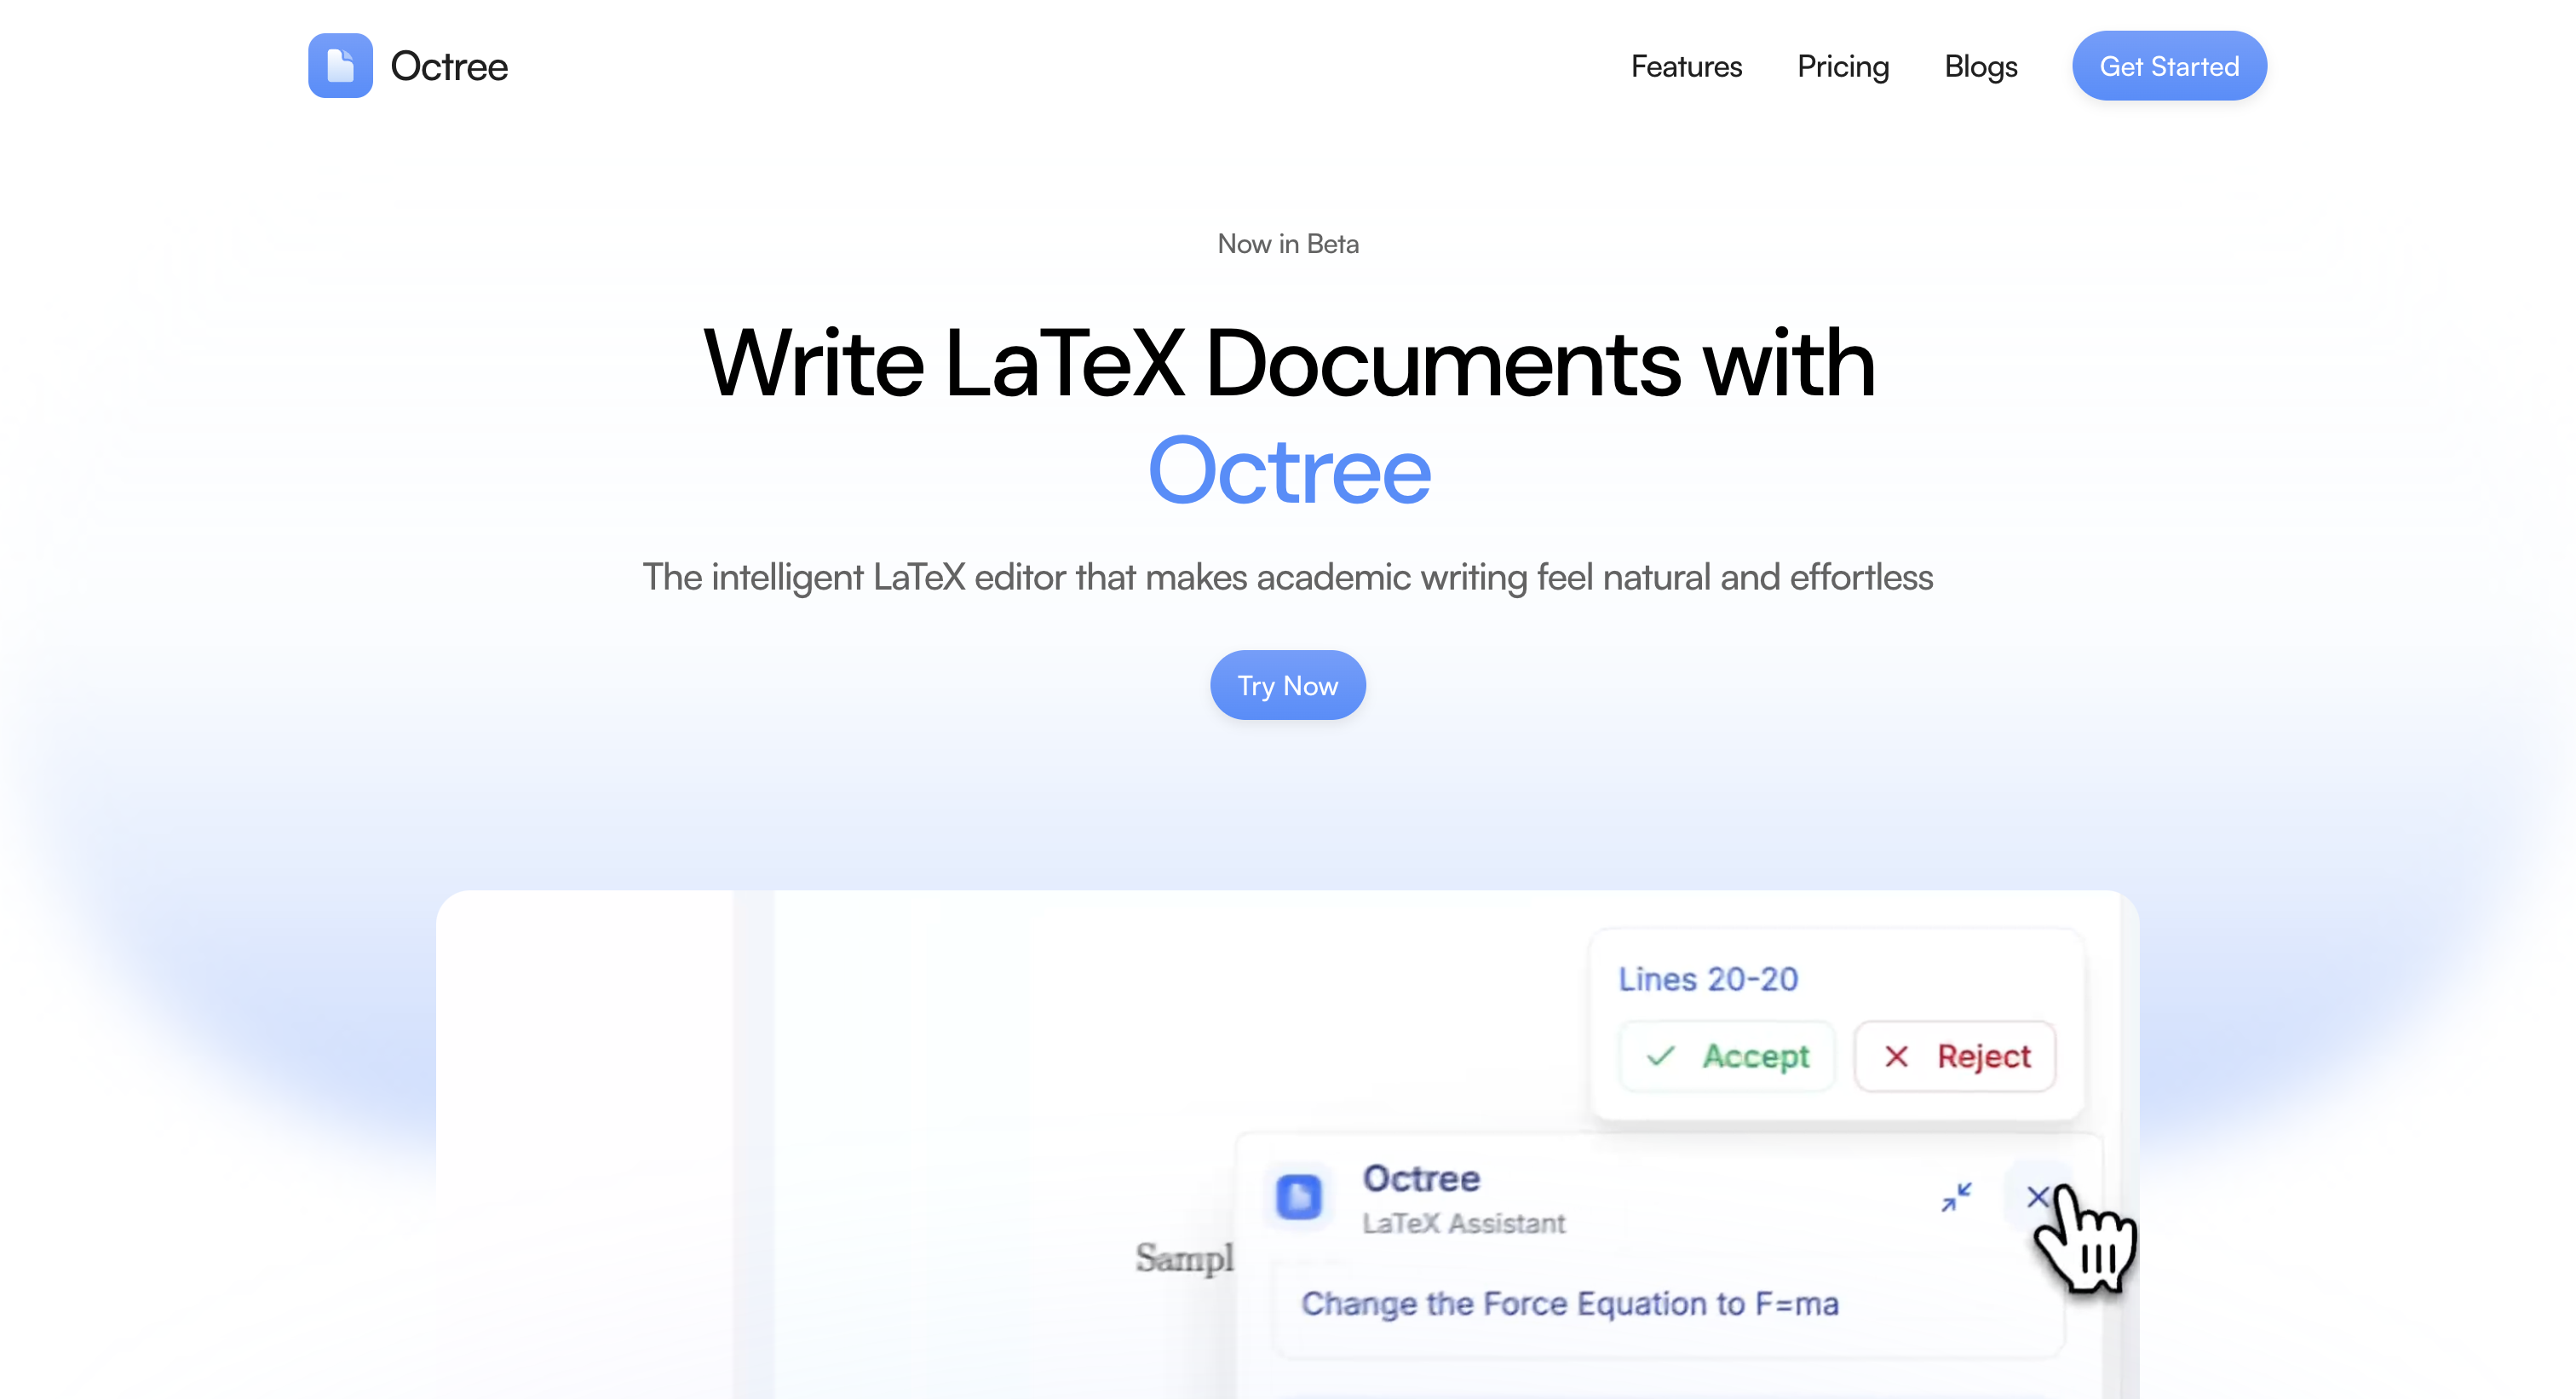 Octree
Features
Pricing
Blogs
Get Started
Now in Beta
Write LaTeX Documents with
Octree
The intelligent LaTeX editor that makes academic writing feel natural and effortless
Try Now
Lines 20-20
Accept
Reject
Octree
LaTeX Assistant
Sampl
Change the Force Equation to F=ma